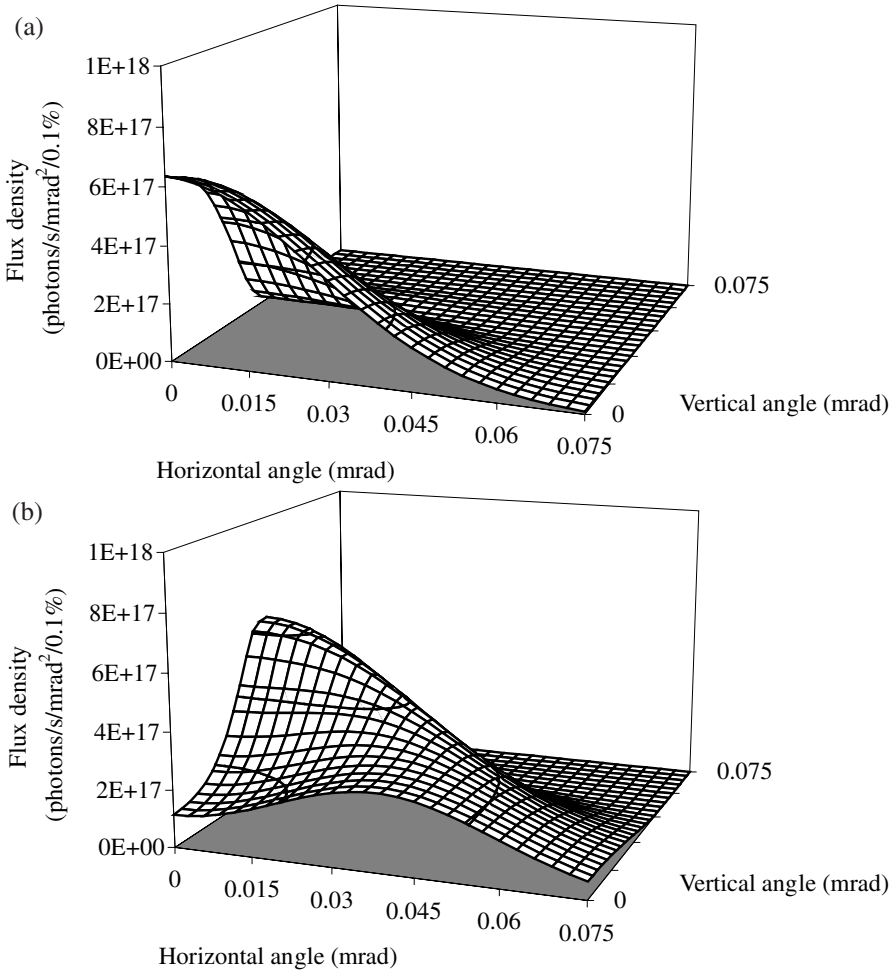 (a)
1E+18
8E+17
6E+17
4E+17
2E+17
0E+00
Flux density
(photons/s/mrad²/0.1%)
0
0.015
0.03
0.045
0.06
0.075
Horizontal angle (mrad)
0
0.075
Vertical angle (mrad)
(b)
1E+18
8E+17
6E+17
4E+17
2E+17
0E+00
Flux density
(photons/s/mrad²/0.1%)
0
0.015
0.03
0.045
0.06
0.075
Horizontal angle (mrad)
0
0.075
Vertical angle (mrad)